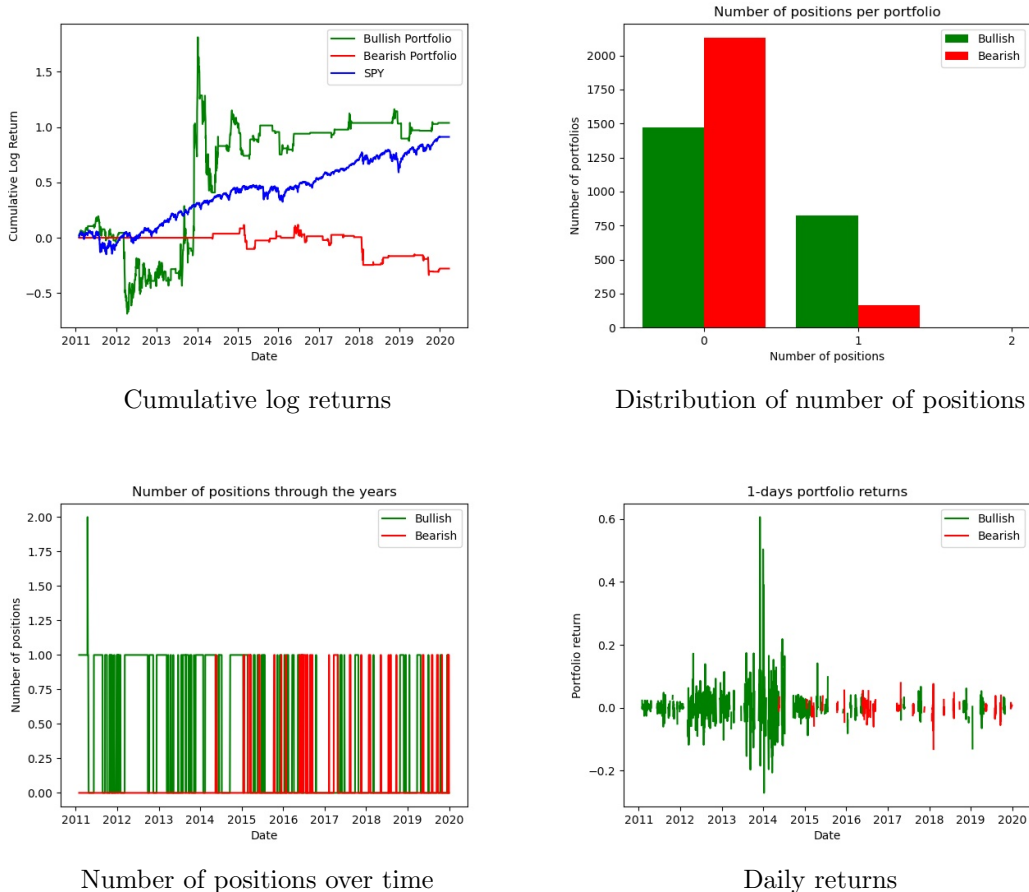 Bullish Portfolio
Bearish Portfolio
SPY
1.5
1.0
0.5
0.0
−0.5
Cumulative Log Return
2011 2012 2013 2014 2015 2016 2017 2018 2019 2020
Date
Cumulative log returns
Number of positions per portfolio
Bullish
Bearish
2000
1750
1500
1250
1000
750
500
250
0
Number of portfolios
0 1 2
Number of positions
Distribution of number of positions
Number of positions through the years
Bullish
Bearish
2.00
1.75
1.50
1.25
1.00
0.75
0.50
0.25
0.00
Number of positions
2011 2012 2013 2014 2015 2016 2017 2018 2019 2020
Date
Number of positions over time
1-days portfolio returns
Bullish
Bearish
0.6
0.4
0.2
0.0
−0.2
Portfolio return
2011 2012 2013 2014 2015 2016 2017 2018 2019 2020
Date
Daily returns